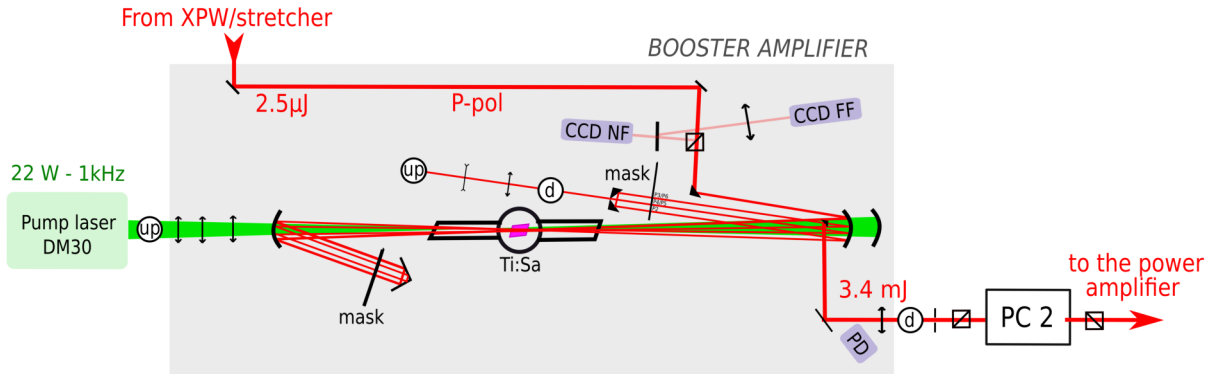 From XPW/stretcher
BOOSTER AMPLIFIER
2.5µJ
P-pol
CCD NF
CCD FF
22 W - 1kHz
up
mask
d
Pump laser
DM30
up
Ti:Sa
mask
3.4 mJ
to the power
amplifier
d
PC 2
PD